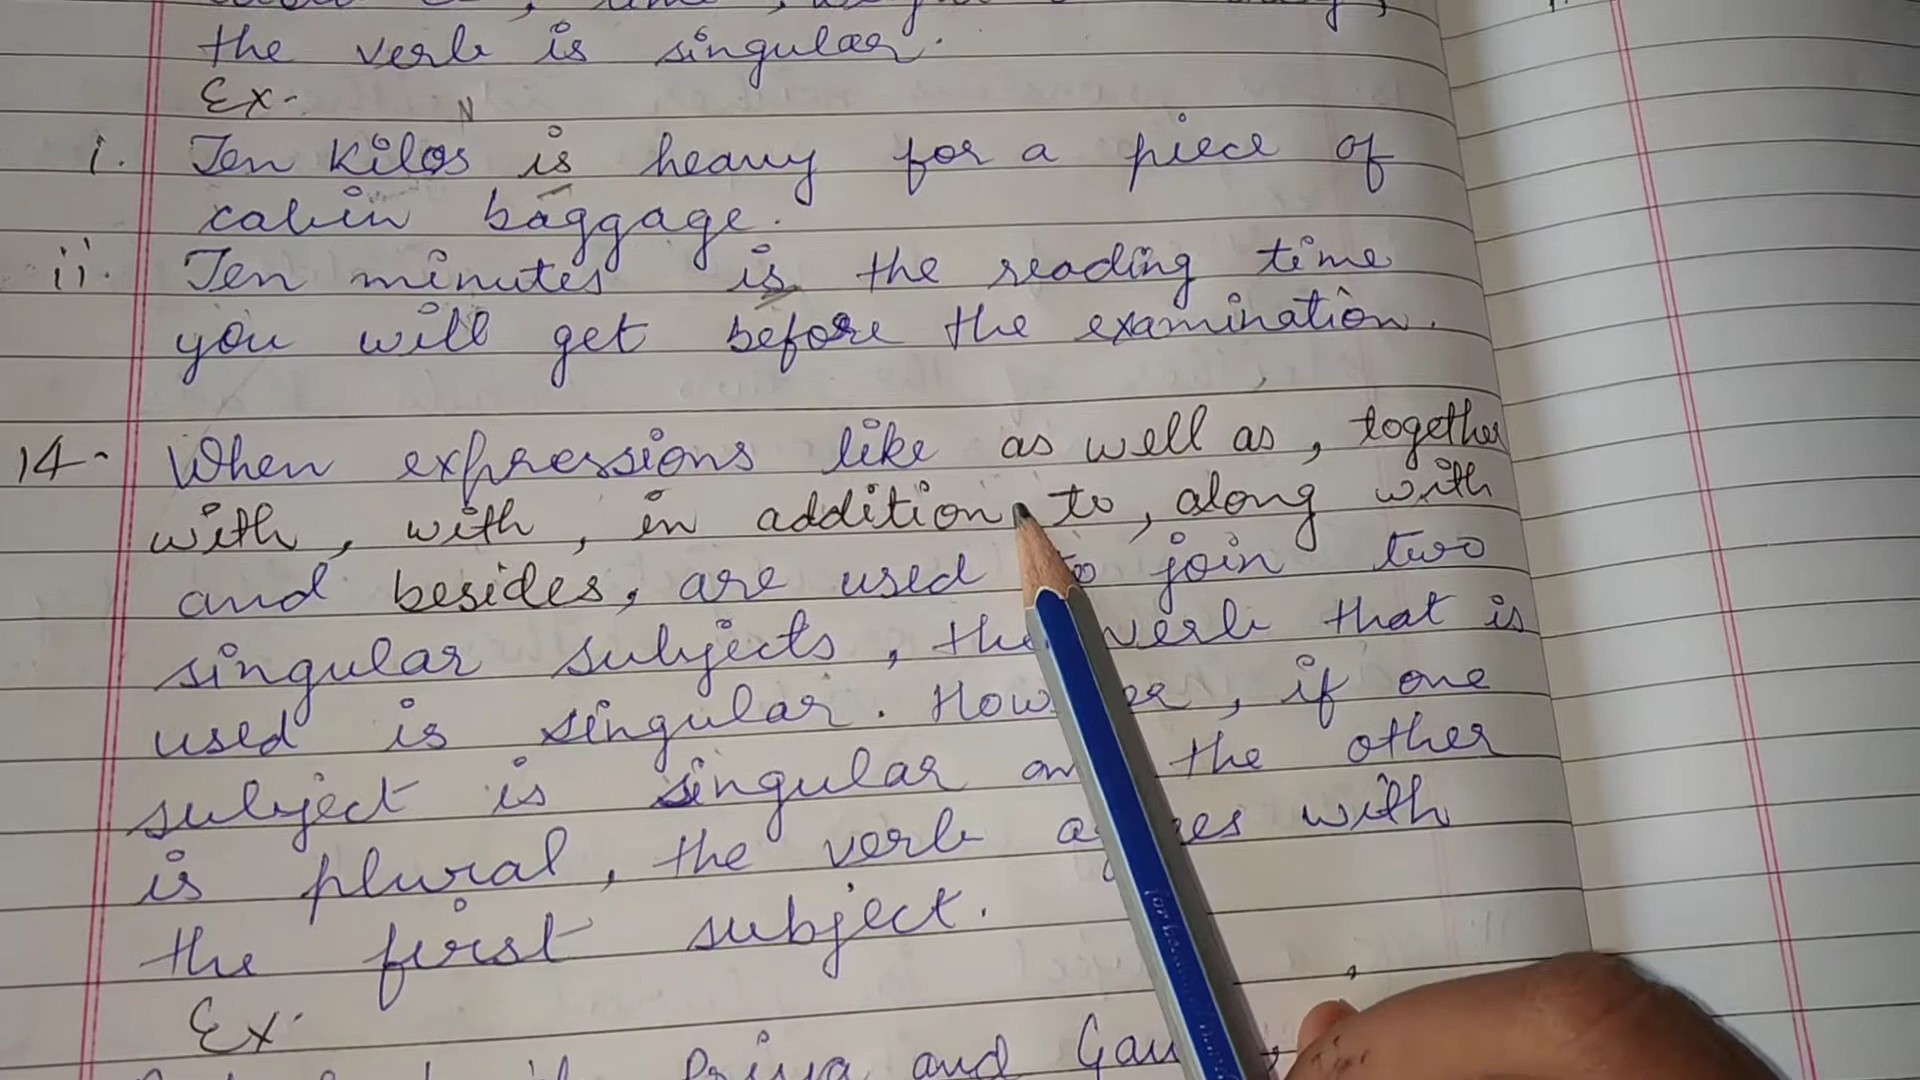 the verb is singular.
Ex-
N
i. Ten kilos is heavy for a piece of
cabin baggage.
ii. Ten minutes is the reading time
you will get before the examination.
14- When expressions like as well as, together
with, with, in addition to, along with
and besides, are used to join two
singular subjects, the verb that is
used is singular. However, if one
subject is singular and the other
is plural, the verb agrees with
the first subject.
Ex.
Priya and